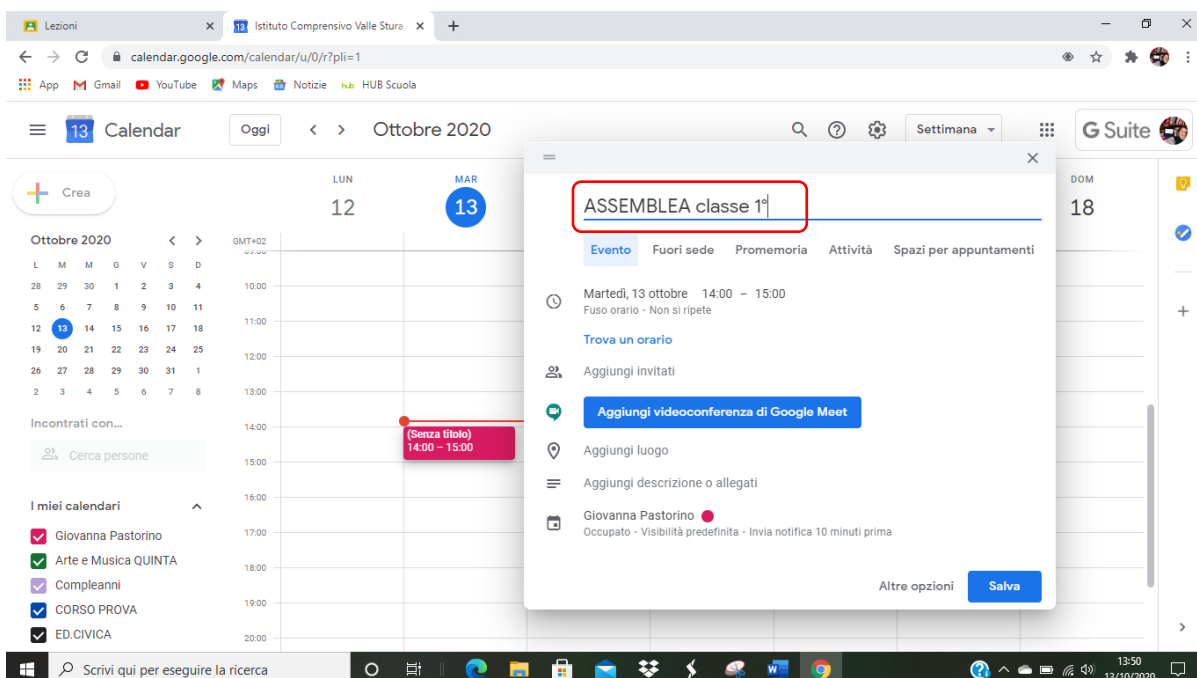 Lezioni
Istituto Comprensivo Valle Stura
calendar.google.com/calendar/u/0/r?pli=1
App Gmail YouTube Maps Notizie hub HUB Scuola
13 Calendar Oggi Ottobre 2020 Settimana G Suite
Crea
LUN MAR DOM
12 13 18
ASSEMBLEA classe 1°
Evento Fuori sede Promemoria Attività Spazi per appuntamenti
Martedì, 13 ottobre 14:00 – 15:00
Fuso orario - Non si ripete
Trova un orario
Aggiungi invitati
Aggiungi videoconferenza di Google Meet
Aggiungi luogo
Aggiungi descrizione o allegati
Giovanna Pastorino
Occupato - Visibilità predefinita - Invia notifica 10 minuti prima
Altre opzioni Salva
Ottobre 2020
L M M G V S D
28 29 30 1 2 3 4
5 6 7 8 9 10 11
12 13 14 15 16 17 18
19 20 21 22 23 24 25
26 27 28 29 30 31 1
2 3 4 5 6 7 8
Incontrati con...
Cerca persone
I miei calendari
Giovanna Pastorino
Arte e Musica QUINTA
Compleanni
CORSO PROVA
ED.CIVICA
GMT+02
10:00
11:00
12:00
13:00
14:00
15:00
16:00
17:00
18:00
19:00
20:00
(Senza titolo)
14:00 – 15:00
Scrivi qui per eseguire la ricerca
13:50
13/10/2020